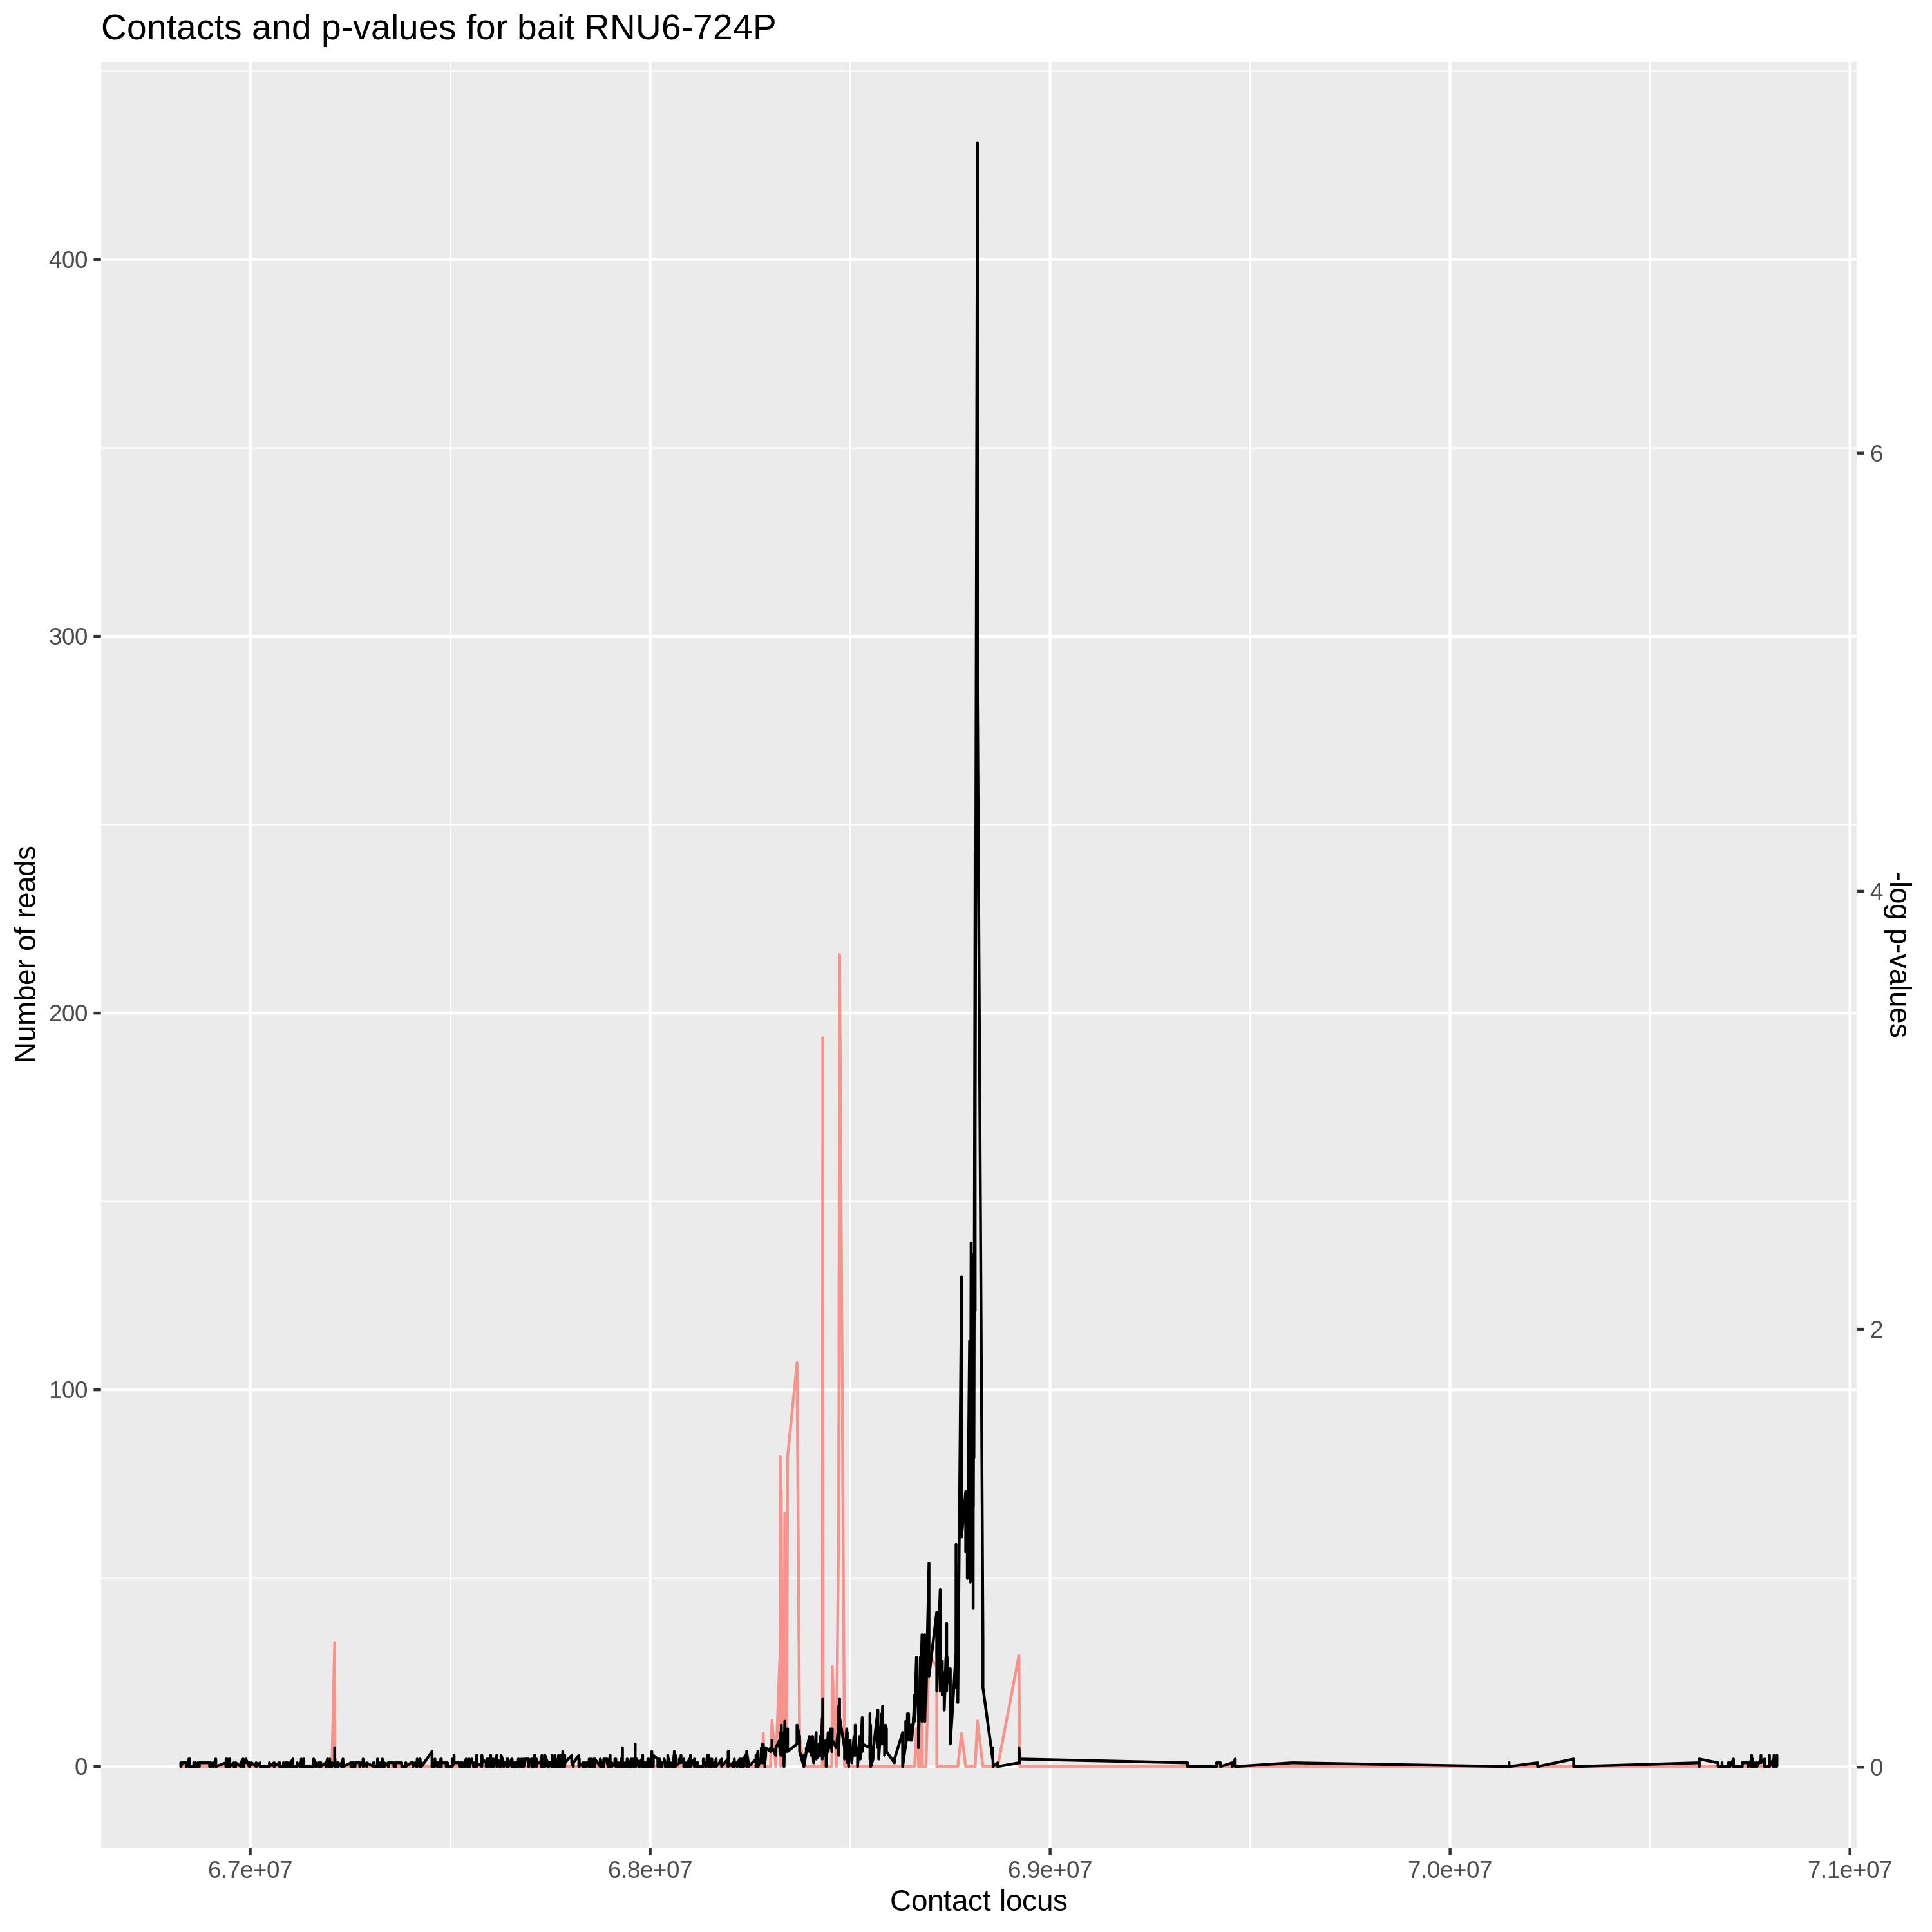 Contacts and p-values for bait RNU6-724P
Number of reads
400
300
200
100
0
6
4
2
0
-log p-values
6.7e+07
6.8e+07
6.9e+07
7.0e+07
7.1e+07
Contact locus